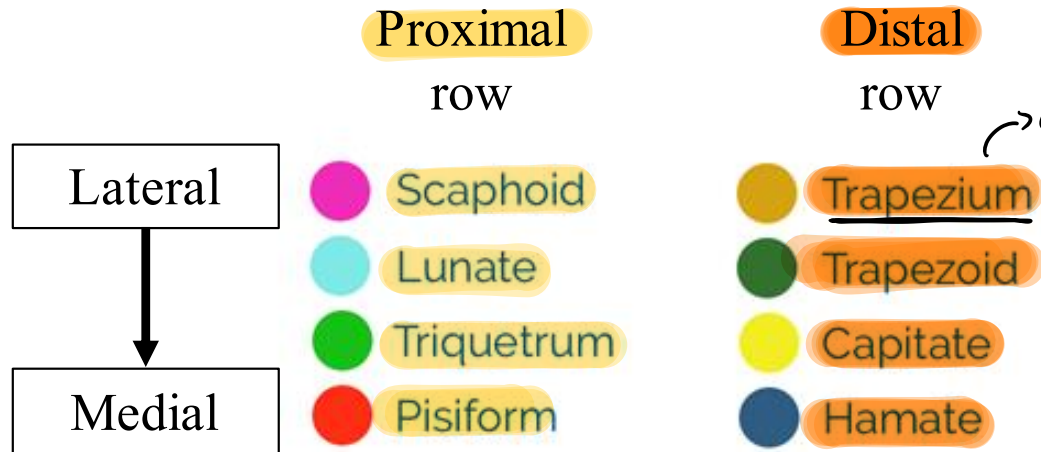 Proximal Distal
row row
Lateral Scaphoid Trapezium
Lunate Trapezoid
Triquetrum Capitate
Medial Pisiform Hamate